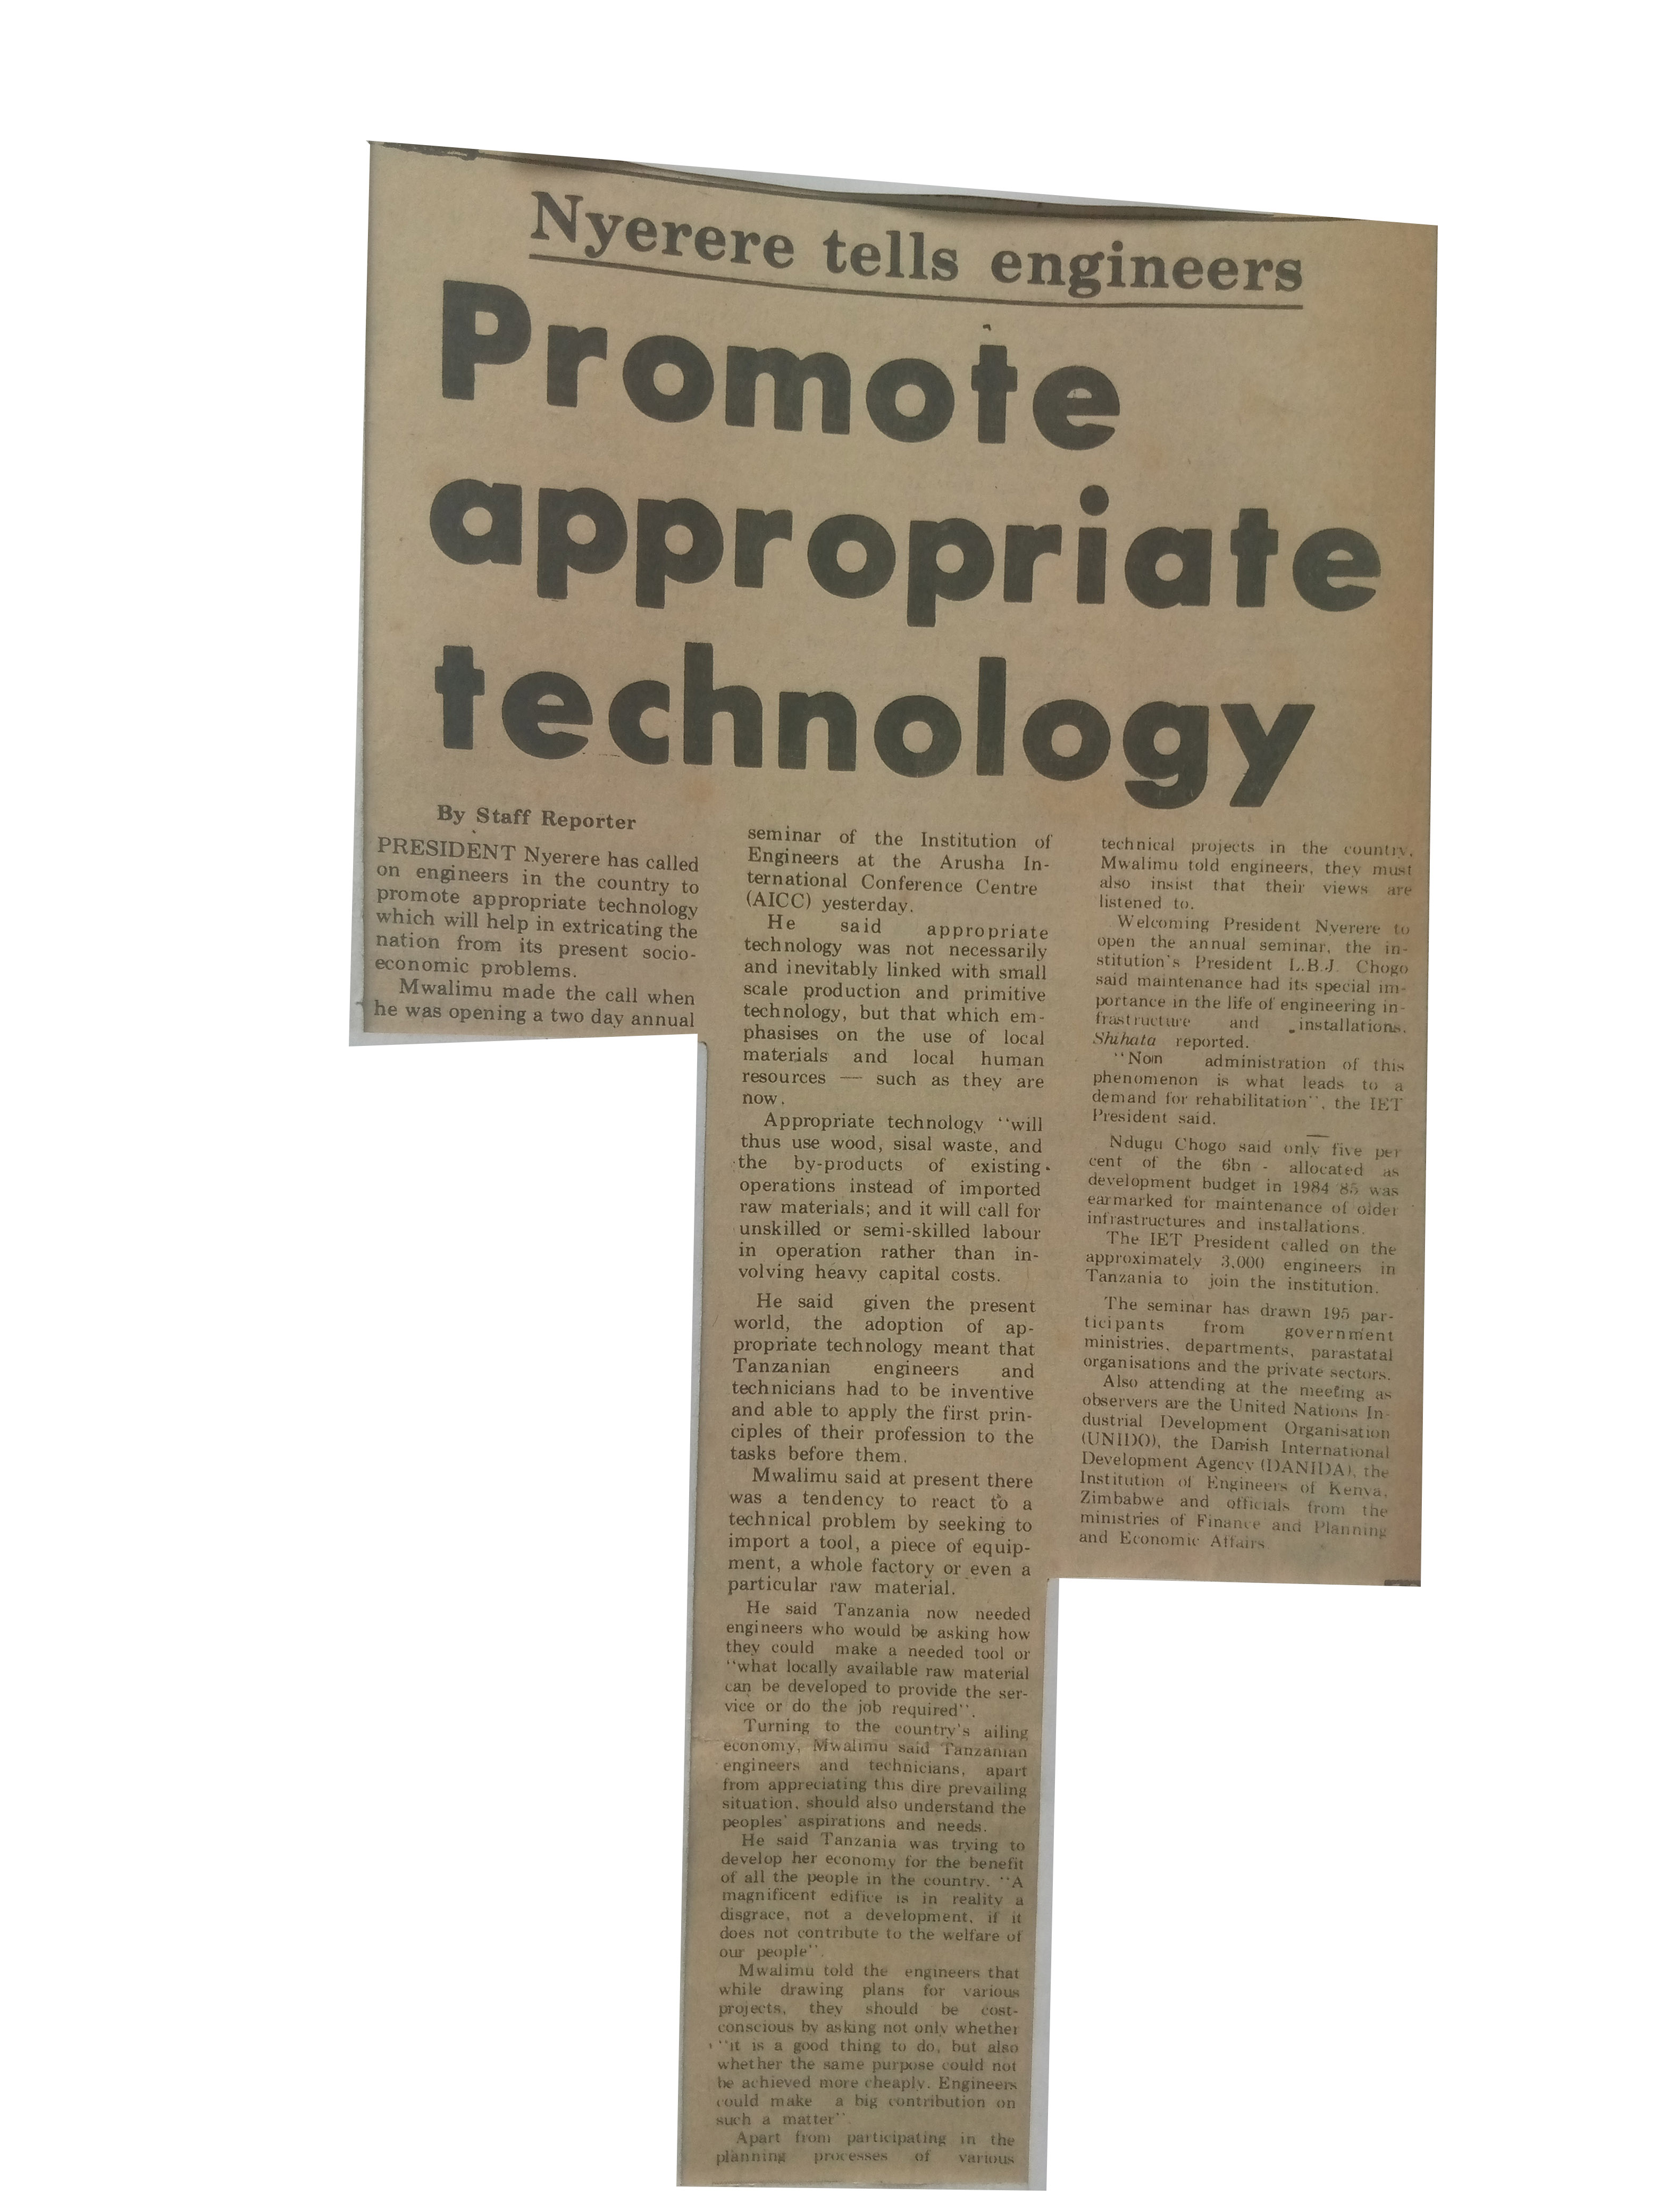 Nyerere tells engineers
Promote
appropriate
technology
By Staff Reporter
PRESIDENT Nyerere has called
on engineers in the country to
promote appropriate technology
which will help in extricating the
nation from its present socio-
economic problems.
Mwalimu made the call when
he was opening a two day annual
seminar of the Institution of
Engineers at the Arusha In-
ternational Conference Centre
(AICC) yesterday.
He said appropriate
technology was not necessarily
and inevitably linked with small
scale production and primitive
technology, but that which em-
phasises on the use of local
materials and local human
resources — such as they are
now.
Appropriate technology "will
thus use wood, sisal waste, and
the by-products of existing
operations instead of imported
raw materials; and it will call for
unskilled or semi-skilled labour
in operation rather than in-
volving heavy capital costs.
He said given the present
world, the adoption of ap-
propriate technology meant that
Tanzanian engineers and
technicians had to be inventive
and able to apply the first prin-
ciples of their profession to the
tasks before them.
Mwalimu said at present there
was a tendency to react to a
technical problem by seeking to
import a tool, a piece of equip-
ment, a whole factory or even a
particular raw material.
He said Tanzania now needed
engineers who would be asking how
they could make a needed tool or
"what locally available raw material
can be developed to provide the ser-
vice or do the job required".
Turning to the country's ailing
economy, Mwalimu said Tanzanian
engineers and technicians, apart
from appreciating this dire prevailing
situation, should also understand the
peoples' aspirations and needs.
He said Tanzania was trying to
develop her economy for the benefit
of all the people in the country. "A
magnificent edifice is in reality a
disgrace, not a development, if it
does not contribute to the welfare of
our people".
Mwalimu told the engineers that
while drawing plans for various
projects, they should be cost-
conscious by asking not only whether
"it is a good thing to do, but also
whether the same purpose could not
be achieved more cheaply. Engineers
could make a big contribution on
such a matter"
Apart from participating in the
planning processes of various
technical projects in the country,
Mwalimu told engineers, they must
also insist that their views are
listened to.
Welcoming President Nyerere to
open the annual seminar, the in-
stitution's President L.B.J. Chogo
said maintenance had its special im-
portance in the life of engineering in-
frastructure and installations,
Shihata reported.
"Non administration of this
phenomenon is what leads to a
demand for rehabilitation", the IET
President said.
Ndugu Chogo said only five per
cent of the 6bn - allocated as
development budget in 1984 85 was
earmarked for maintenance of older
infrastructures and installations.
The IET President called on the
approximately 3,000 engineers in
Tanzania to join the institution.
The seminar has drawn 195 par-
ticipants from government
ministries, departments, parastatal
organisations and the private sectors.
Also attending at the meeting as
observers are the United Nations In-
dustrial Development Organisation
(UNIDO), the Danish International
Development Agency (DANIDA), the
Institution of Engineers of Kenya,
Zimbabwe and officials from the
ministries of Finance and Planning
and Economic Affairs